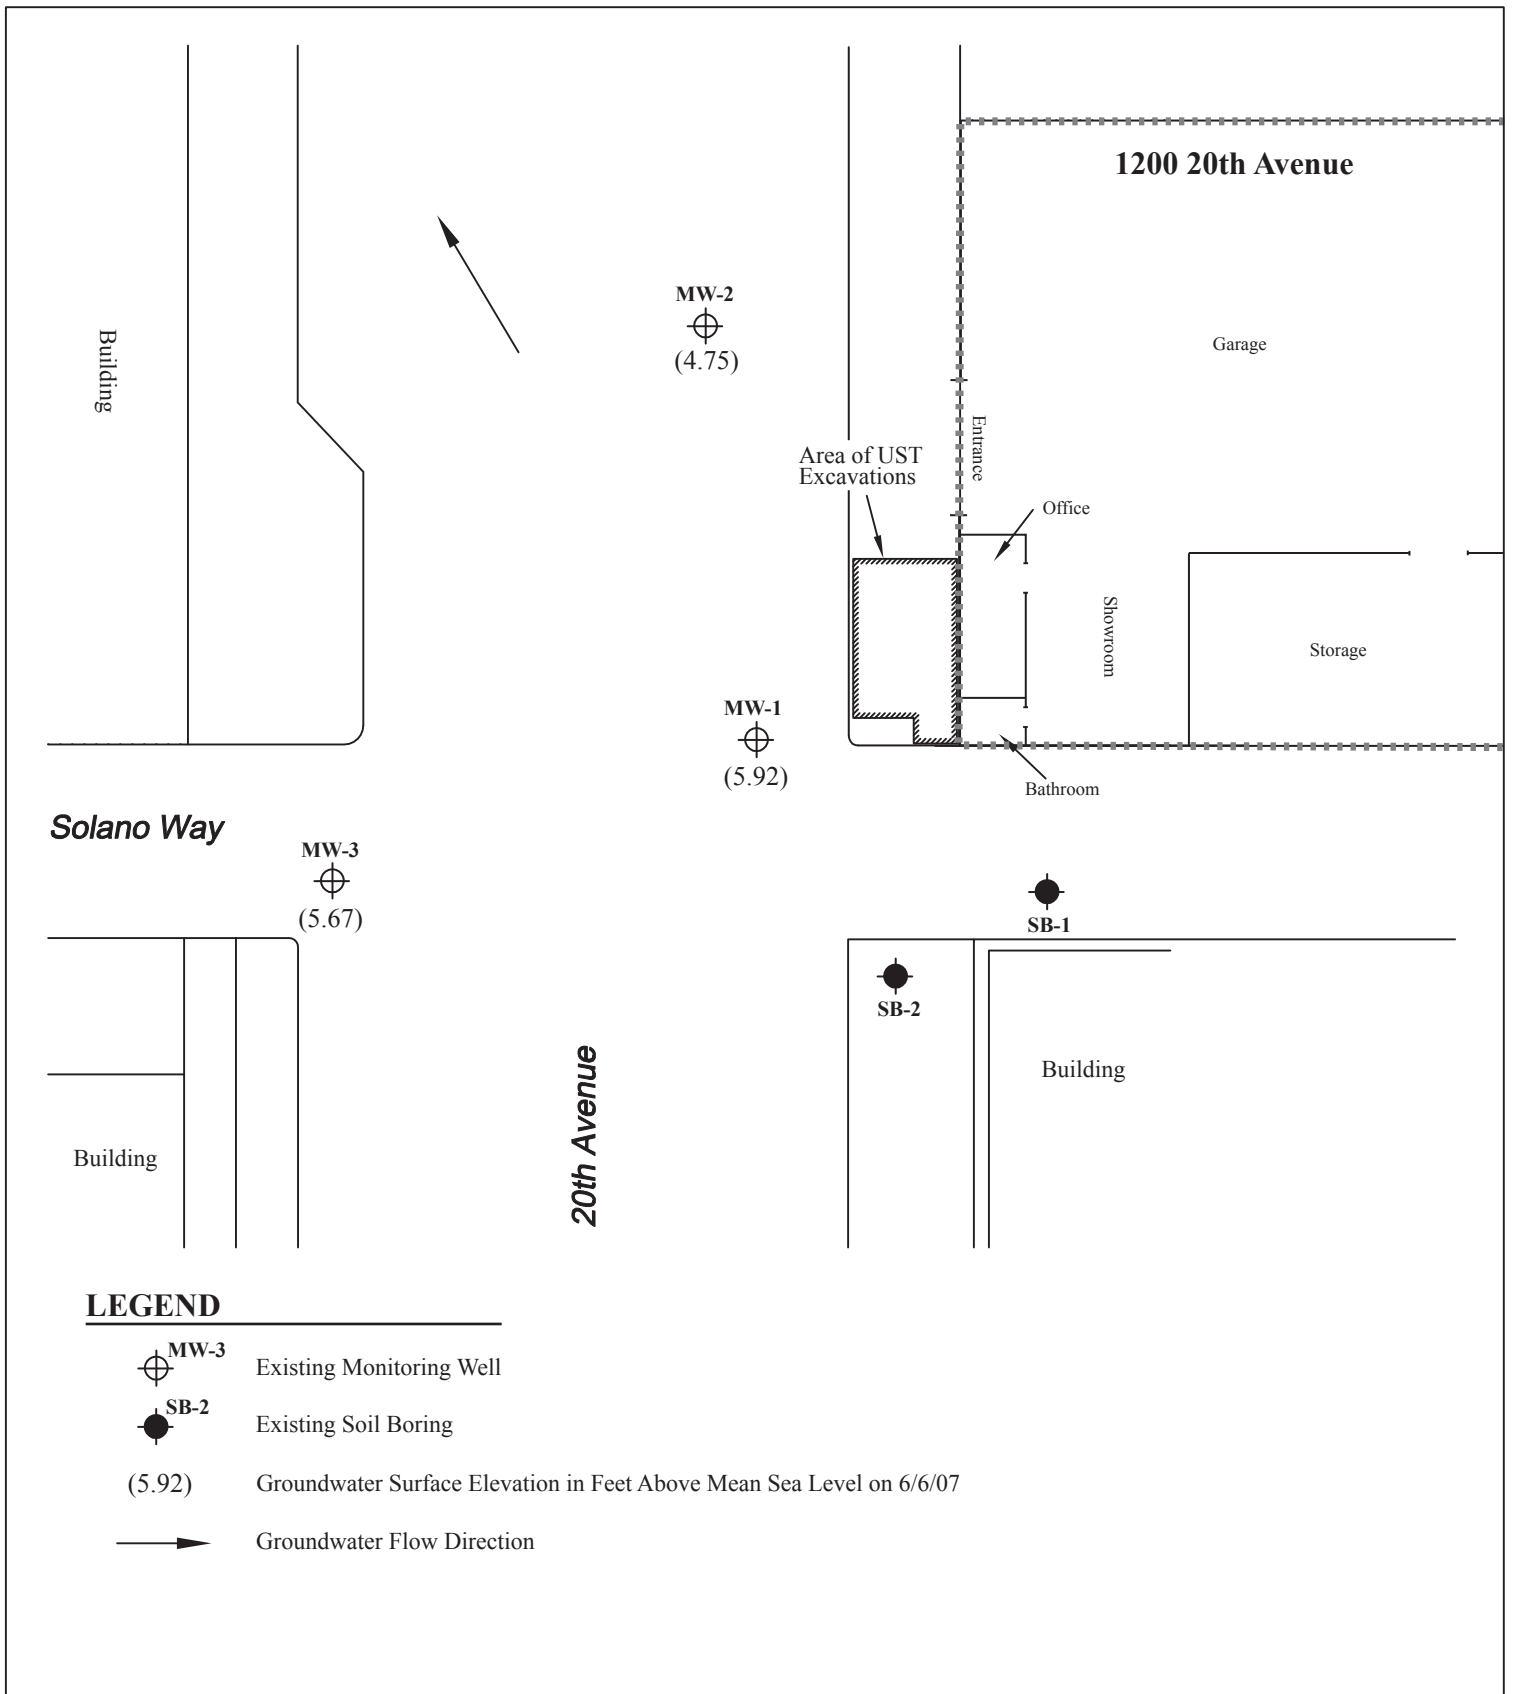 1200 20th Avenue
MW-2
(4.75)
Garage
Building
Entrance
Area of UST
Excavations
Office
Showroom
Storage
MW-1
(5.92)
Bathroom
Solano Way
MW-3
(5.67)
SB-1
SB-2
20th Avenue
Building
Building
LEGEND
MW-3
Existing Monitoring Well
SB-2
Existing Soil Boring
(5.92)
Groundwater Surface Elevation in Feet Above Mean Sea Level on 6/6/07
Groundwater Flow Direction